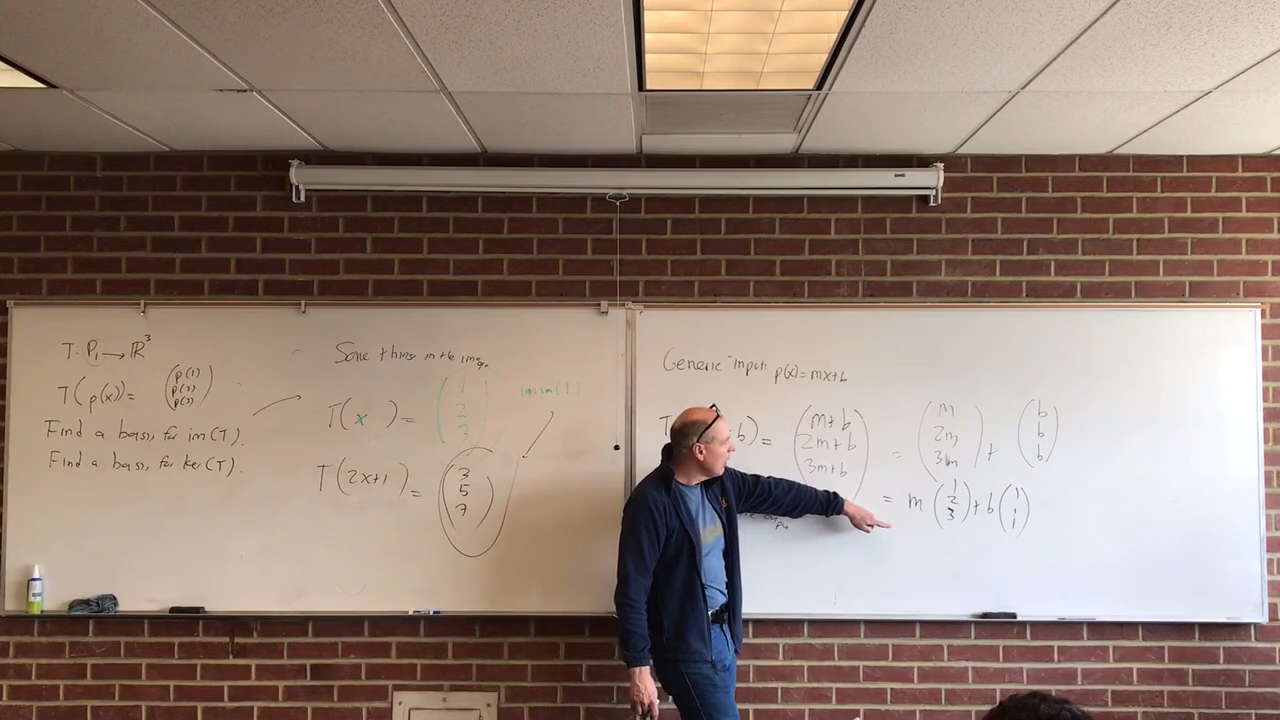 T: P₁ → ℝ³
T(p(x)) = (p(1) p(2) p(3))
Find a basis for im(T).
Find a basis for ker(T).
Some things in the image
T(x) = (1 2 3)
T(2x+1) = (3 5 7)
in im(T)
Generic input: p(x)=mx+b
b) = (m+b 2m+b 3m+b) = (m 2m 3m) + (b b b)
= m (1 2 3) + b (1 1 1)